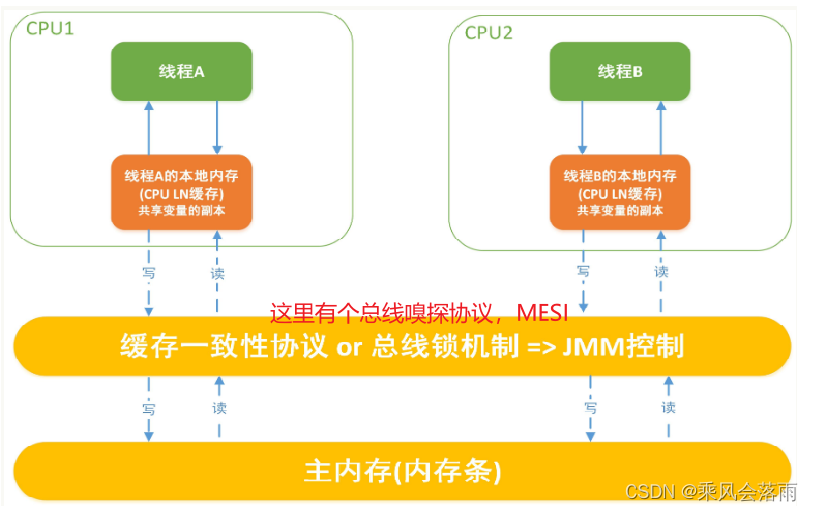 CPU1
CPU2
线程A
线程B
线程A的本地内存
(CPU LN缓存)
共享变量的副本
线程B的本地内存
(CPU LN缓存)
共享变量的副本
写
读
写
读
这里有个总线嗅探协议，MESI
缓存一致性协议 or 总线锁机制 => JMM控制
写
读
写
读
主内存(内存条)
CSDN @乘风会落雨